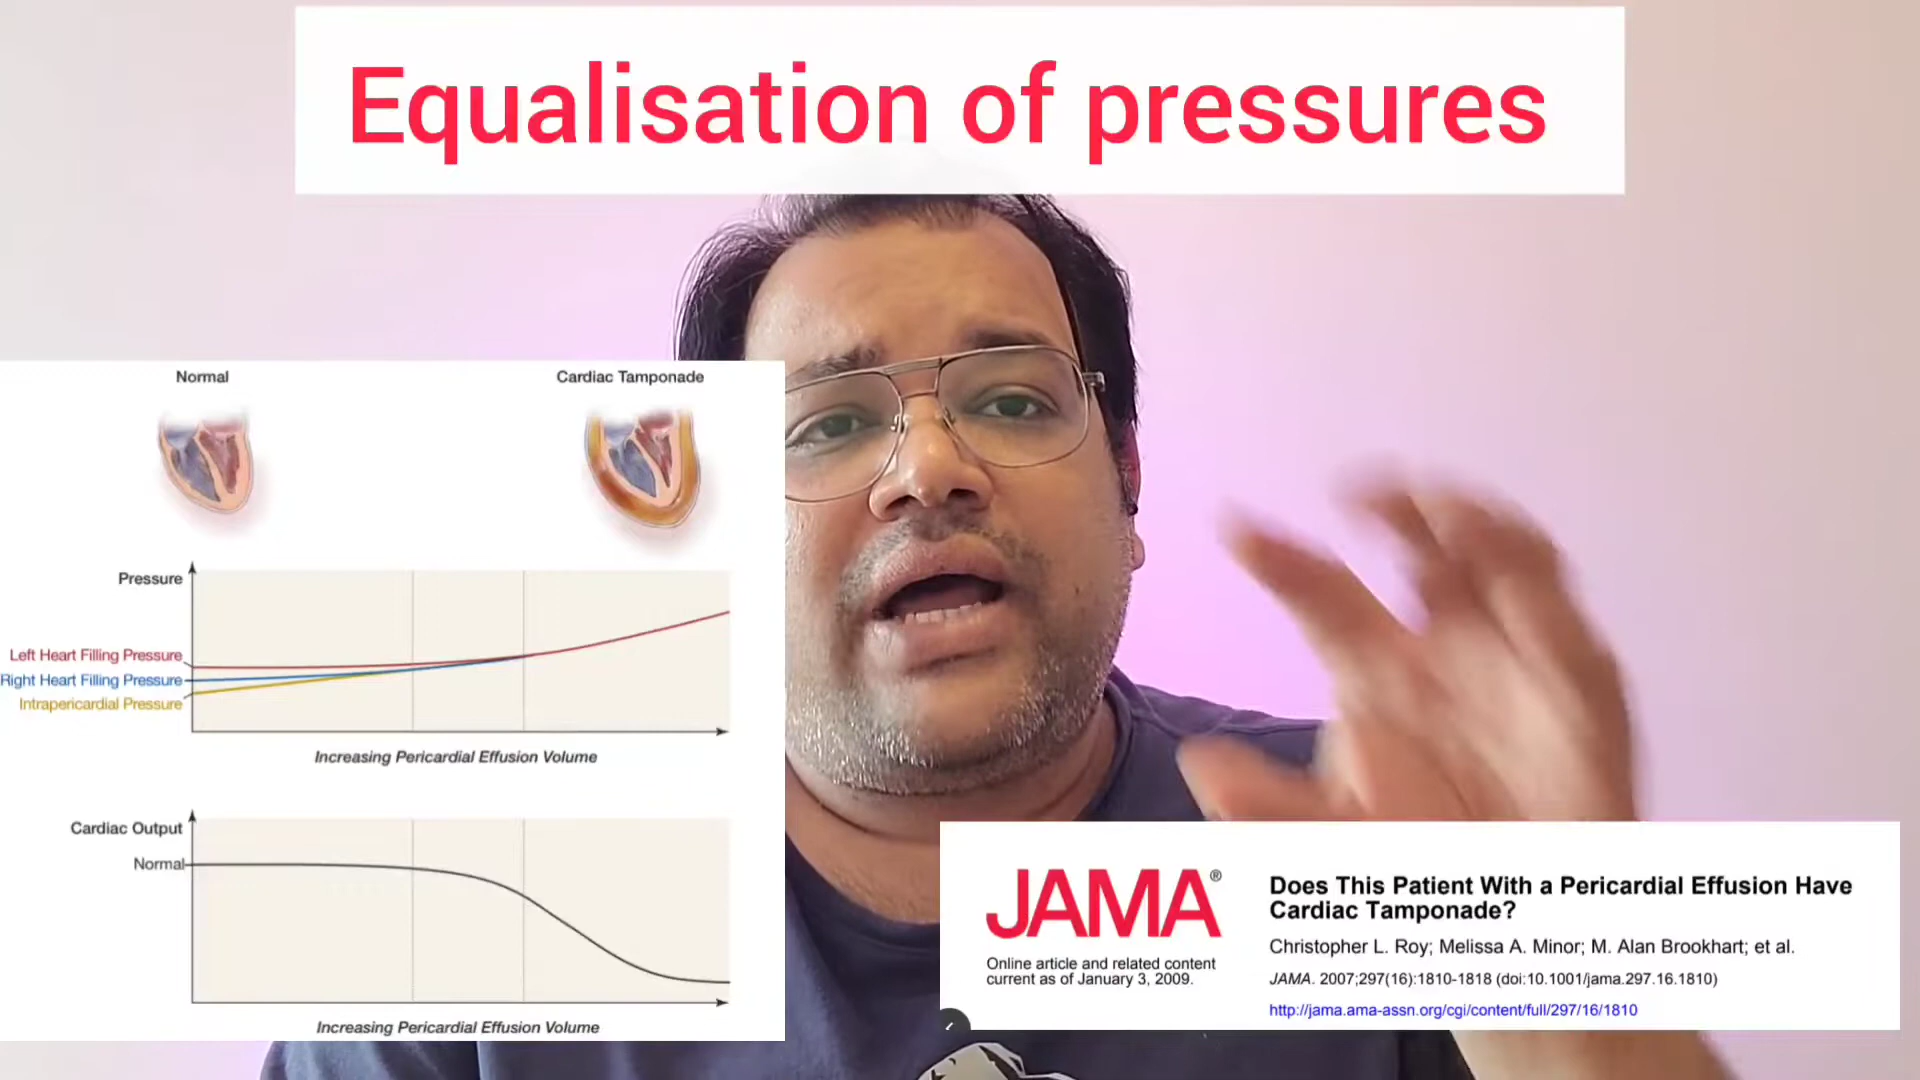 Equalisation of pressures
Normal
Cardiac Tamponade
Pressure
Left Heart Filling Pressure
Right Heart Filling Pressure
Intrapericardial Pressure
Increasing Pericardial Effusion Volume
Cardiac Output
Normal
Increasing Pericardial Effusion Volume
JAMA®
Online article and related content
current as of January 3, 2009.
Does This Patient With a Pericardial Effusion Have
Cardiac Tamponade?
Christopher L. Roy; Melissa A. Minor; M. Alan Brookhart; et al.
JAMA. 2007;297(16):1810-1818 (doi:10.1001/jama.297.16.1810)
http://jama.ama-assn.org/cgi/content/full/297/16/1810